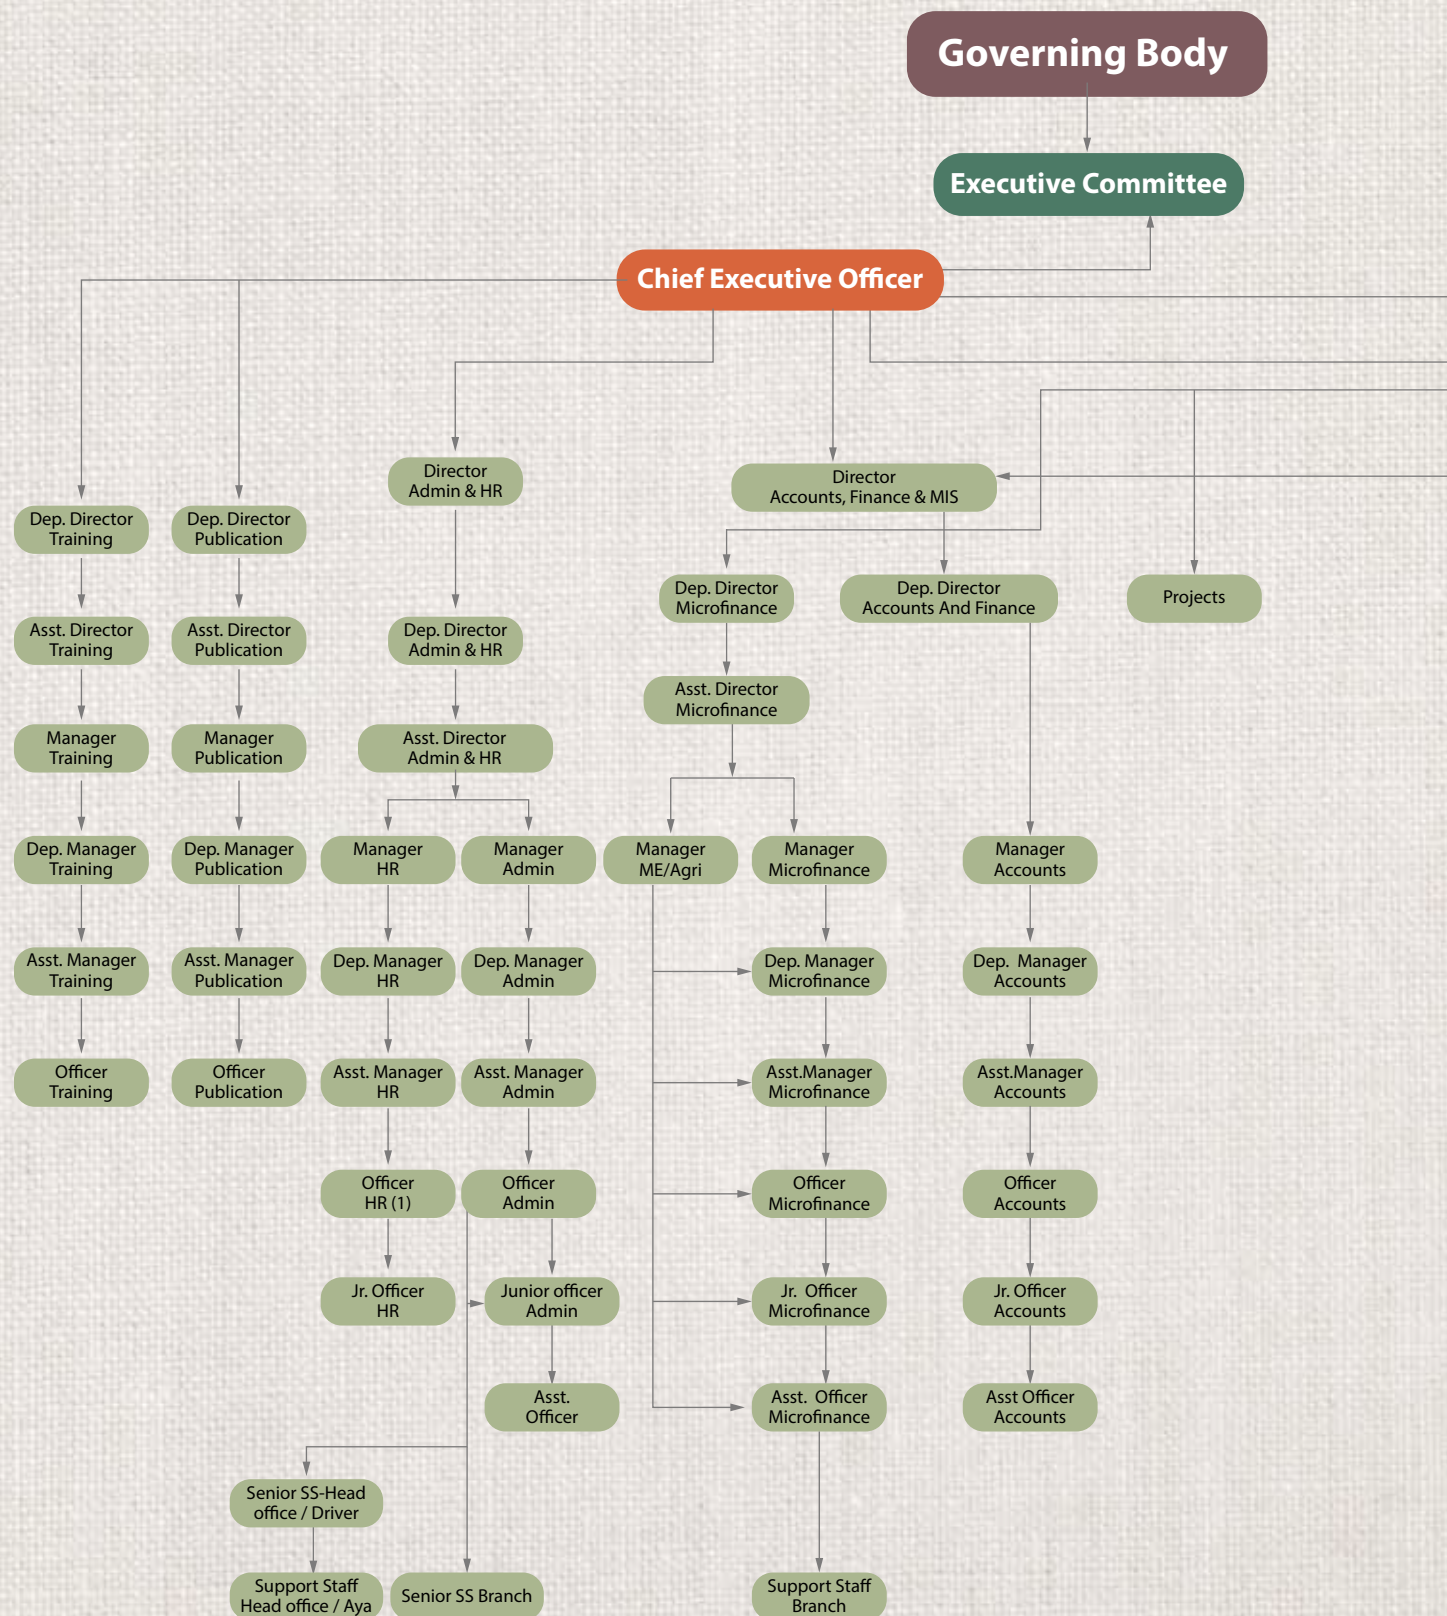 Governing Body
Executive Committee
Chief Executive Officer
Director
Admin & HR
Director
Accounts, Finance & MIS
Dep. Director
Training
Dep. Director
Publication
Dep. Director
Microfinance
Dep. Director
Accounts And Finance
Projects
Asst. Director
Training
Asst. Director
Publication
Dep. Director
Admin & HR
Asst. Director
Microfinance
Manager
Training
Manager
Publication
Asst. Director
Admin & HR
Dep. Manager
Training
Dep. Manager
Publication
Manager
HR
Manager
Admin
Manager
ME/Agri
Manager
Microfinance
Manager
Accounts
Asst. Manager
Training
Asst. Manager
Publication
Dep. Manager
HR
Dep. Manager
Admin
Dep. Manager
Microfinance
Dep. Manager
Accounts
Officer
Training
Officer
Publication
Asst. Manager
HR
Asst. Manager
Admin
Asst.Manager
Microfinance
Asst.Manager
Accounts
Officer
HR (1)
Officer
Admin
Officer
Microfinance
Officer
Accounts
Jr. Officer
HR
Junior officer
Admin
Jr. Officer
Microfinance
Jr. Officer
Accounts
Asst.
Officer
Asst. Officer
Microfinance
Asst Officer
Accounts
Senior SS-Head
office / Driver
Support Staff
Head office / Aya
Senior SS Branch
Support Staff
Branch